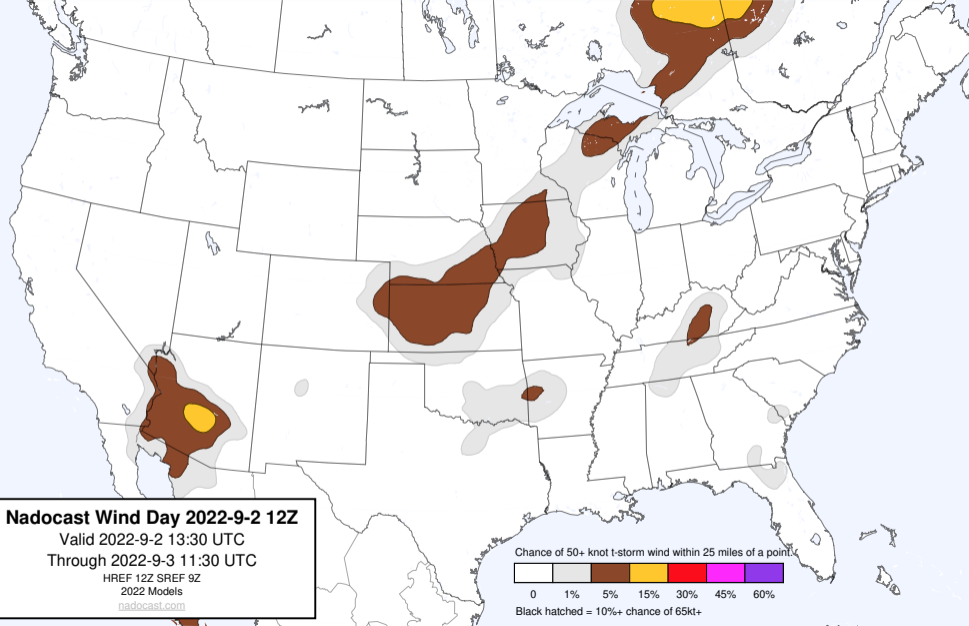 Nadocast Wind Day 2022-9-2 12Z
Valid 2022-9-2 13:30 UTC
Through 2022-9-3 11:30 UTC
HREF 12Z SREF 9Z
2022 Models
nadocast.com
Chance of 50+ knot t-storm wind within 25 miles of a point.
0 1% 5% 15% 30% 45% 60%
Black hatched = 10%+ chance of 65kt+